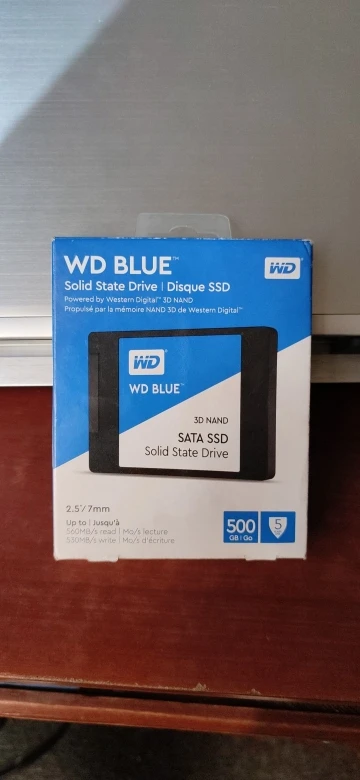 WD BLUE™
WD
Solid State Drive | Disque SSD
Powered by Western Digital™ 3D NAND
Propulsé par la mémoire NAND 3D de Western Digital™
WD
WD BLUE™
3D NAND
SATA SSD
Solid State Drive
2.5"/7mm
Up to | Jusqu'à
560MB/s read | Mo/s lecture
530MB/s write | Mo/s d'écriture
500
GB | Go
5